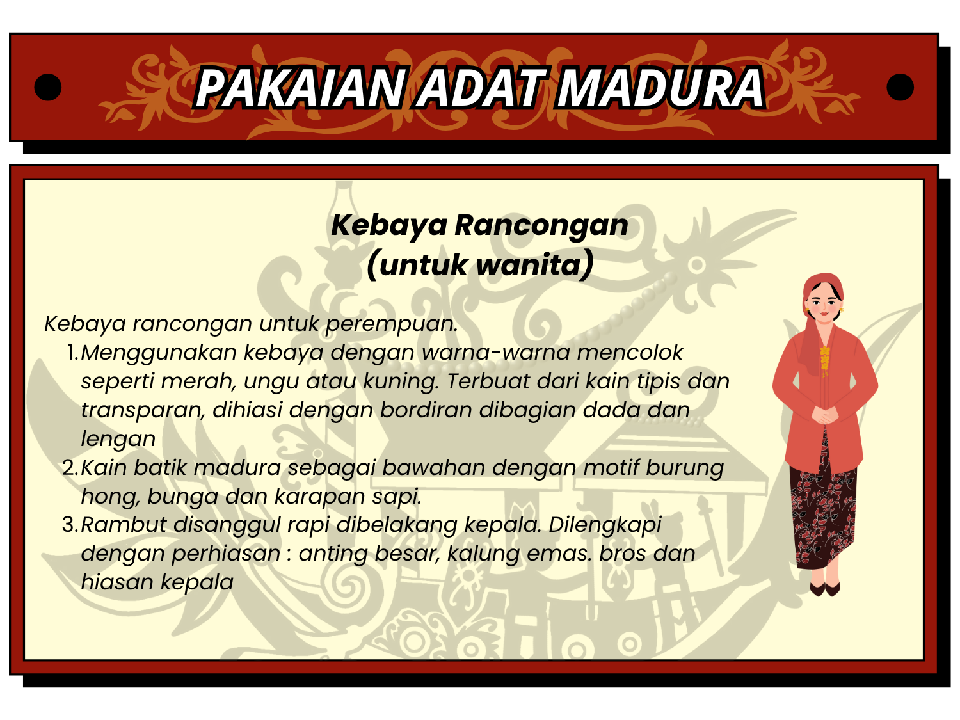 PAKAIAN ADAT MADURA
Kebaya Rancongan
(untuk wanita)
Kebaya rancongan untuk perempuan.
1. Menggunakan kebaya dengan warna-warna mencolok
seperti merah, ungu atau kuning. Terbuat dari kain tipis dan
transparan, dihiasi dengan bordiran dibagian dada dan
lengan
2. Kain batik madura sebagai bawahan dengan motif burung
hong, bunga dan karapan sapi.
3. Rambut disanggul rapi dibelakang kepala. Dilengkapi
dengan perhiasan : anting besar, kalung emas. bros dan
hiasan kepala